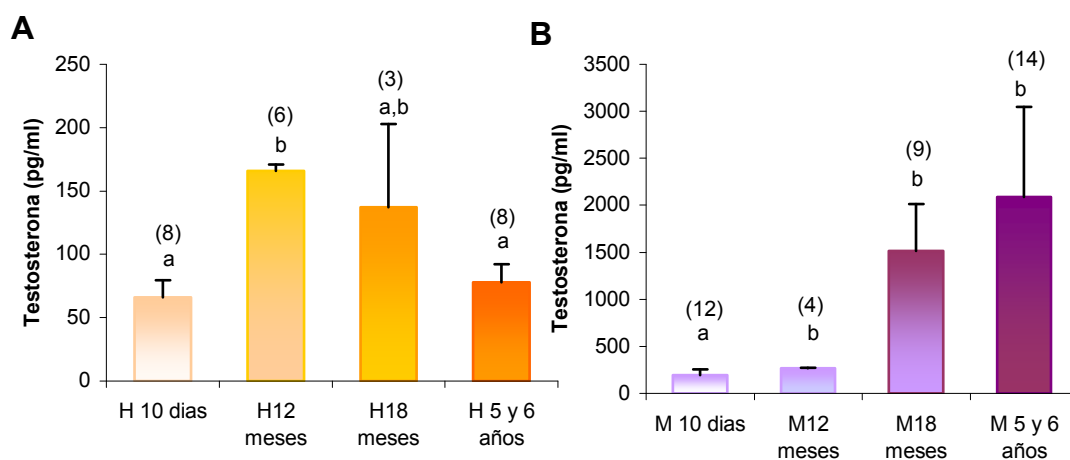 A
Testosterona (pg/ml)
250
200
150
100
50
0
(8)
a
(6)
b
(3)
a,b
(8)
a
H 10 dias
H12
meses
H18
meses
H 5 y 6
años
B
Testosterona (pg/ml)
3500
3000
2500
2000
1500
1000
500
0
(12)
a
(4)
b
(9)
b
(14)
b
M 10 dias
M12
meses
M18
meses
M 5 y 6
años